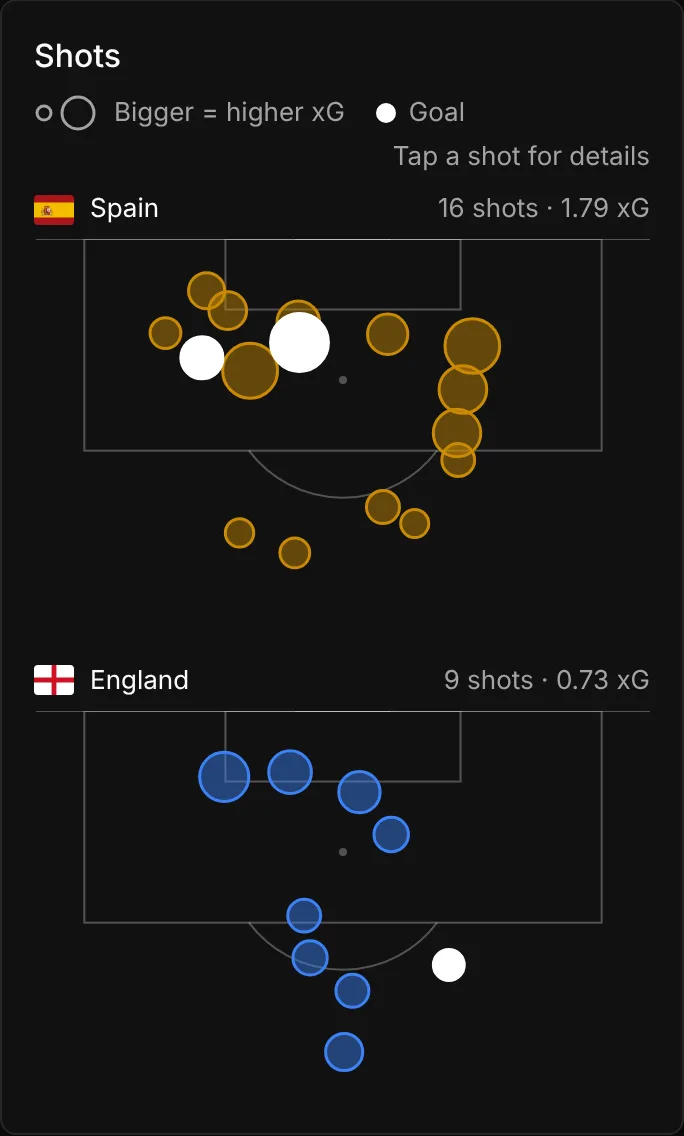 Shots
Bigger = higher xG
Goal
Tap a shot for details
Spain
16 shots · 1.79 xG
England
9 shots · 0.73 xG